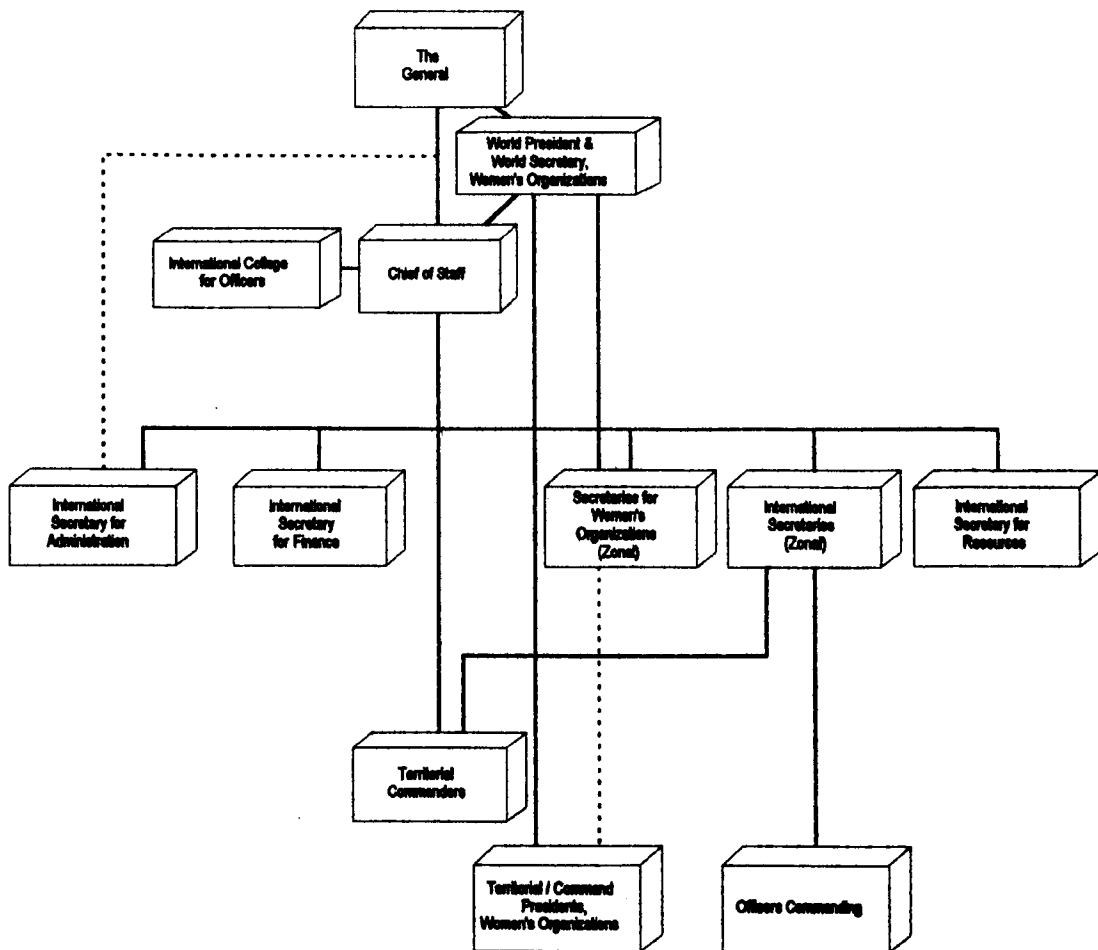 The
General
World President &
World Secretary,
Women's Organizations
International College
for Officers
Chief of Staff
International
Secretary for
Administration
International
Secretary
for Finance
Secretaries for
Women's
Organizations
(Zonal)
International
Secretaries
(Zonal)
International
Secretary for
Resources
Territorial
Commanders
Territorial / Command
Presidents,
Women's Organizations
Officers Commanding